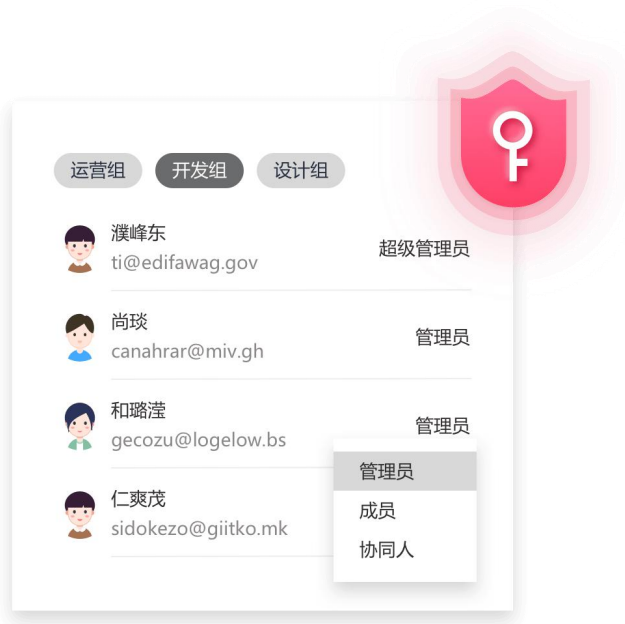 运营组 开发组 设计组
濮峰东
ti@edifawag.gov
超级管理员
尚琰
canahrar@miv.gh
管理员
和璐滢
gecozu@logelow.bs
管理员
仁爽茂
sidokezo@giitko.mk
管理员
成员
协同人